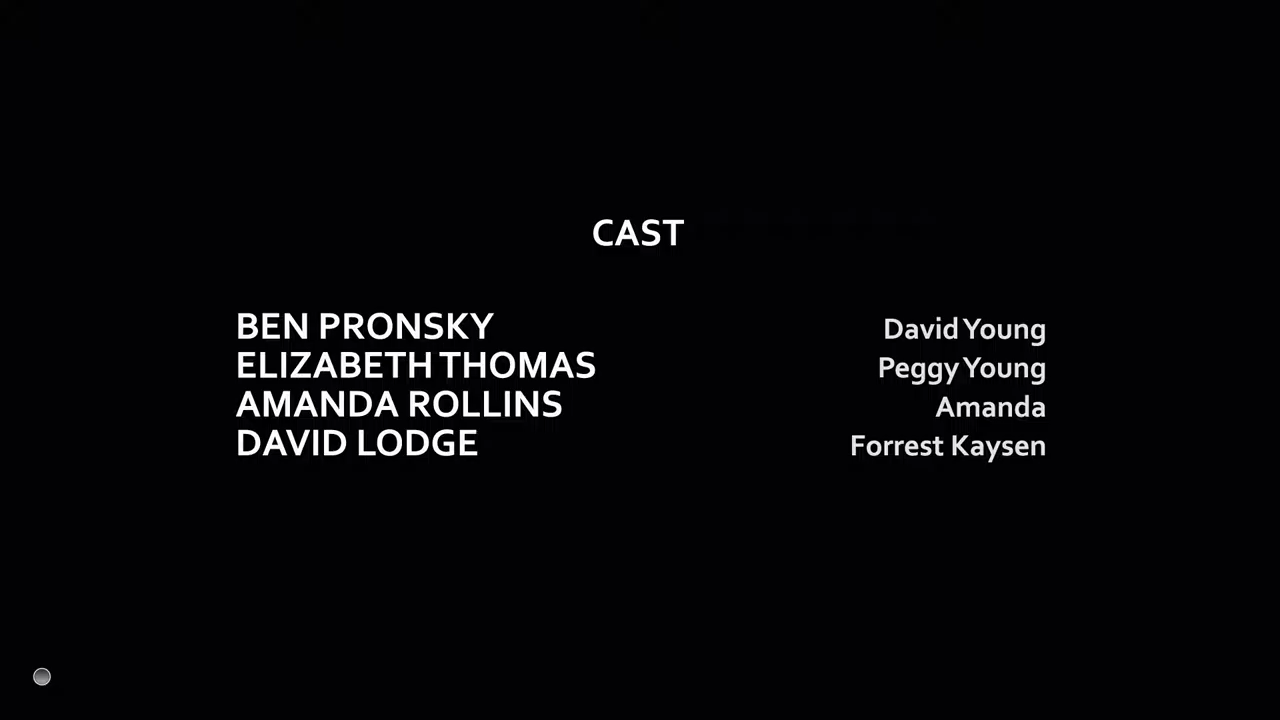 CAST
BEN PRONSKY David Young
ELIZABETH THOMAS Peggy Young
AMANDA ROLLINS Amanda
DAVID LODGE Forrest Kaysen